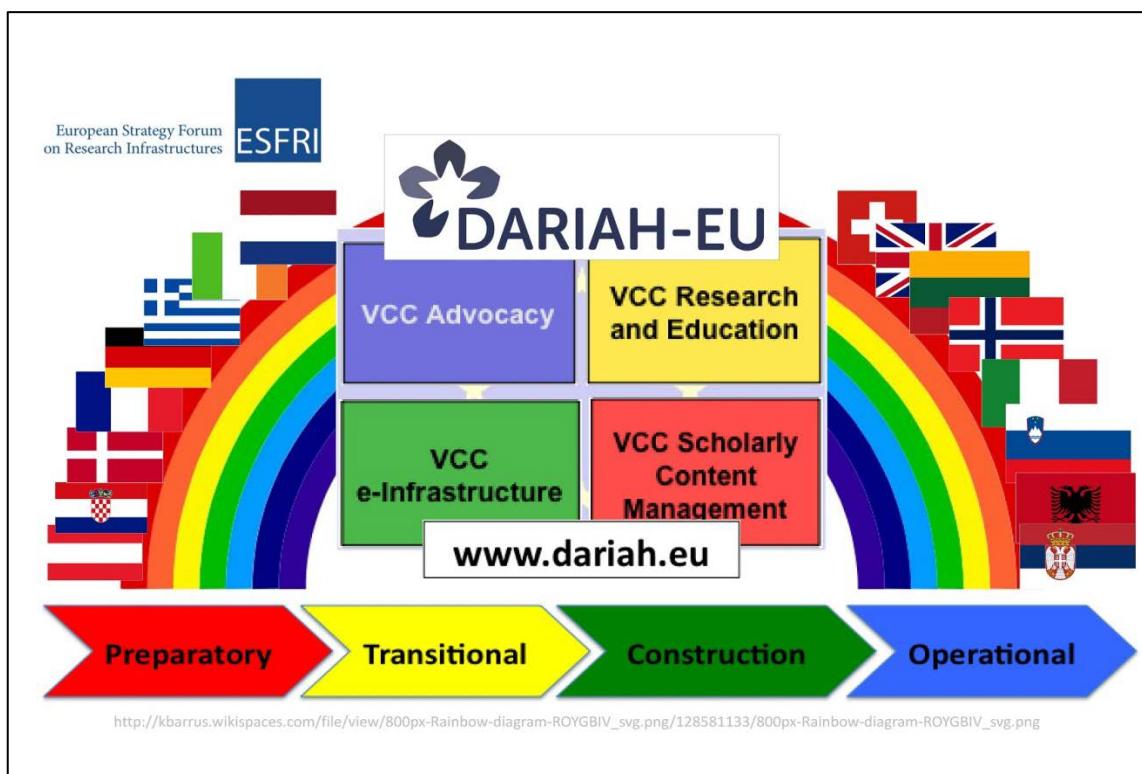 European Strategy Forum
on Research Infrastructures
ESFRI
DARIAH-EU
VCC Advocacy
VCC Research
and Education
VCC
e-Infrastructure
VCC Scholarly
Content
Management
www.dariah.eu
Preparatory
Transitional
Construction
Operational
http://kbarrus.wikispaces.com/file/view/800px-Rainbow-diagram-ROYGBIV_svg.png/128581133/800px-Rainbow-diagram-ROYGBIV_svg.png